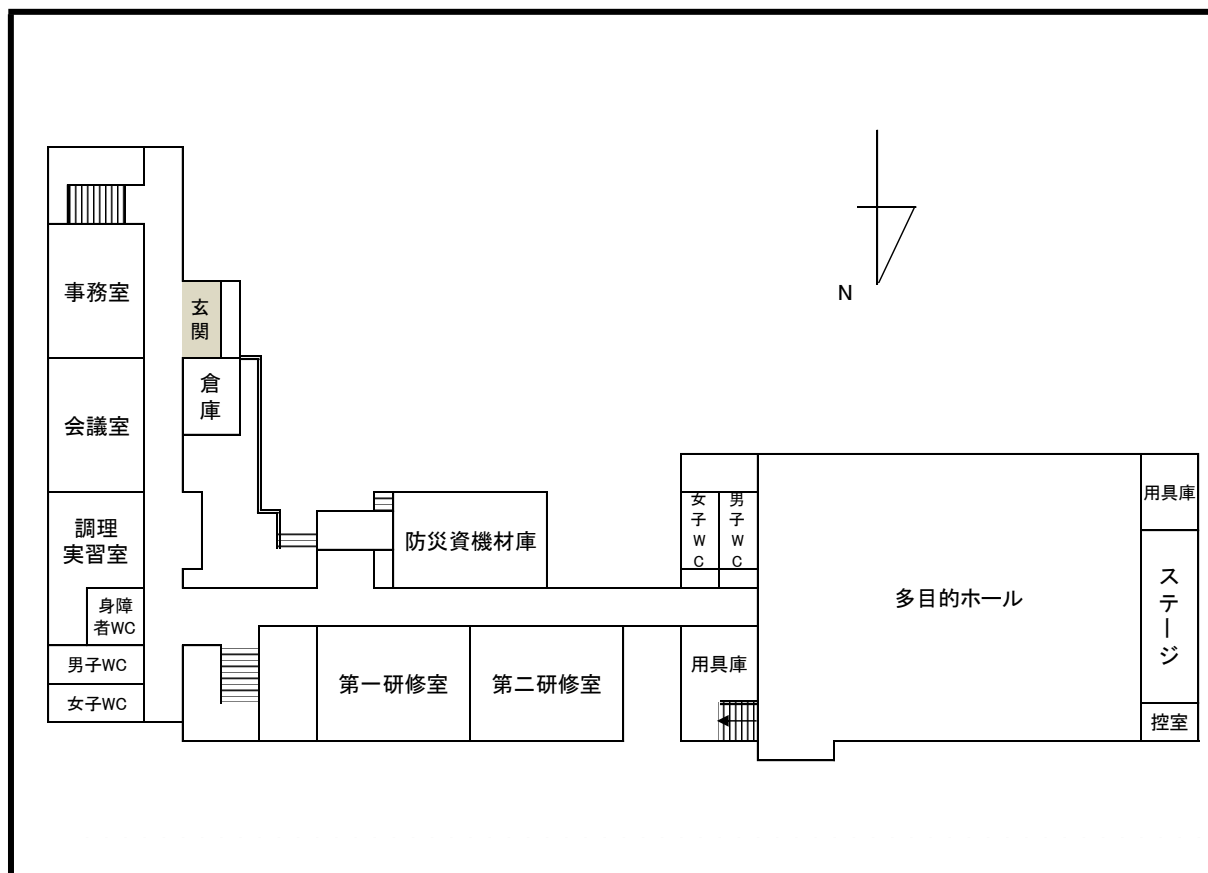 事務室
玄
関
N
倉
庫
会議室
調理
実習室
女
子
W
C
男
子
W
C
用具庫
防災資機材庫
多目的ホール
ステージ
身障
者WC
男子WC
女子WC
第一研修室
第二研修室
用具庫
控室